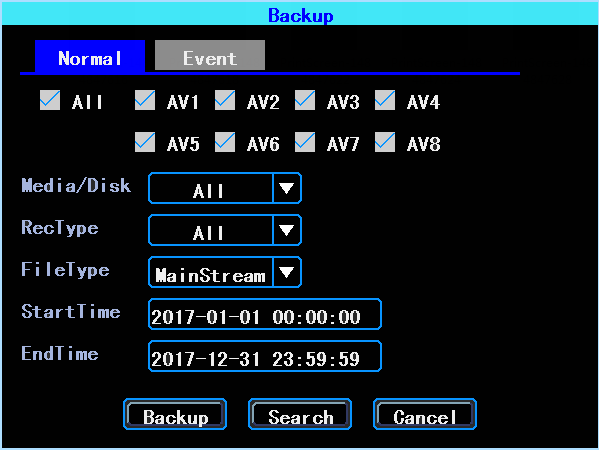 Backup
Normal Event
All AV1 AV2 AV3 AV4
AV5 AV6 AV7 AV8
Media/Disk All
RecType All
FileType MainStream
StartTime 2017-01-01 00:00:00
EndTime 2017-12-31 23:59:59
Backup Search Cancel